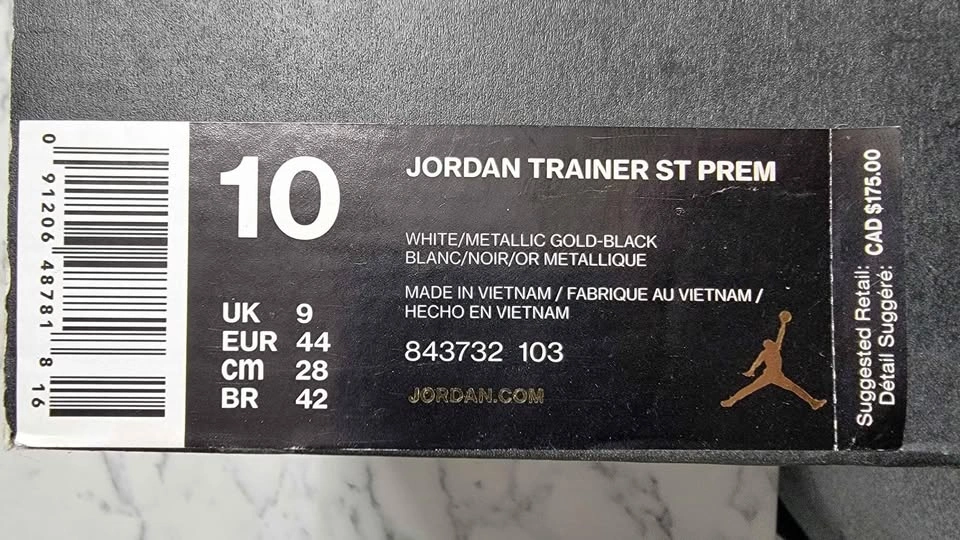 0 91206 48781 8 16
10
UK 9
EUR 44
cm 28
BR 42
JORDAN TRAINER ST PREM
WHITE/METALLIC GOLD-BLACK
BLANC/NOIR/OR METALLIQUE
MADE IN VIETNAM / FABRIQUE AU VIETNAM /
HECHO EN VIETNAM
843732 103
JORDAN.COM
Suggested Retail:
Détail Suggéré: CAD $175.00